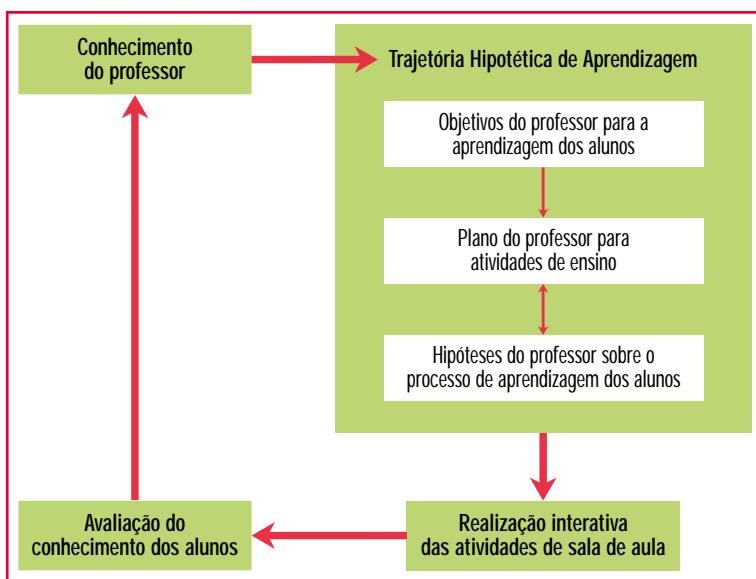 Conhecimento
do professor
Trajetória Hipotética de Aprendizagem
Objetivos do professor para a
aprendizagem dos alunos
Plano do professor para
atividades de ensino
Hipóteses do professor sobre o
processo de aprendizagem dos alunos
Realização interativa
das atividades de sala de aula
Avaliação do
conhecimento dos alunos